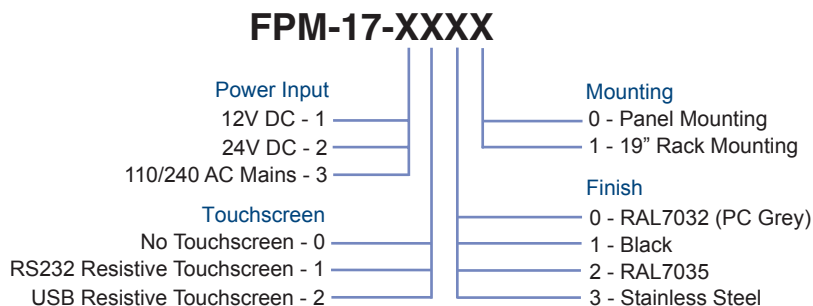 FPM-17-XXXX
Power Input
12V DC - 1
24V DC - 2
110/240 AC Mains - 3
Touchscreen
No Touchscreen - 0
RS232 Resistive Touchscreen - 1
USB Resistive Touchscreen - 2
Mounting
0 - Panel Mounting
1 - 19” Rack Mounting
Finish
0 - RAL7032 (PC Grey)
1 - Black
2 - RAL7035
3 - Stainless Steel